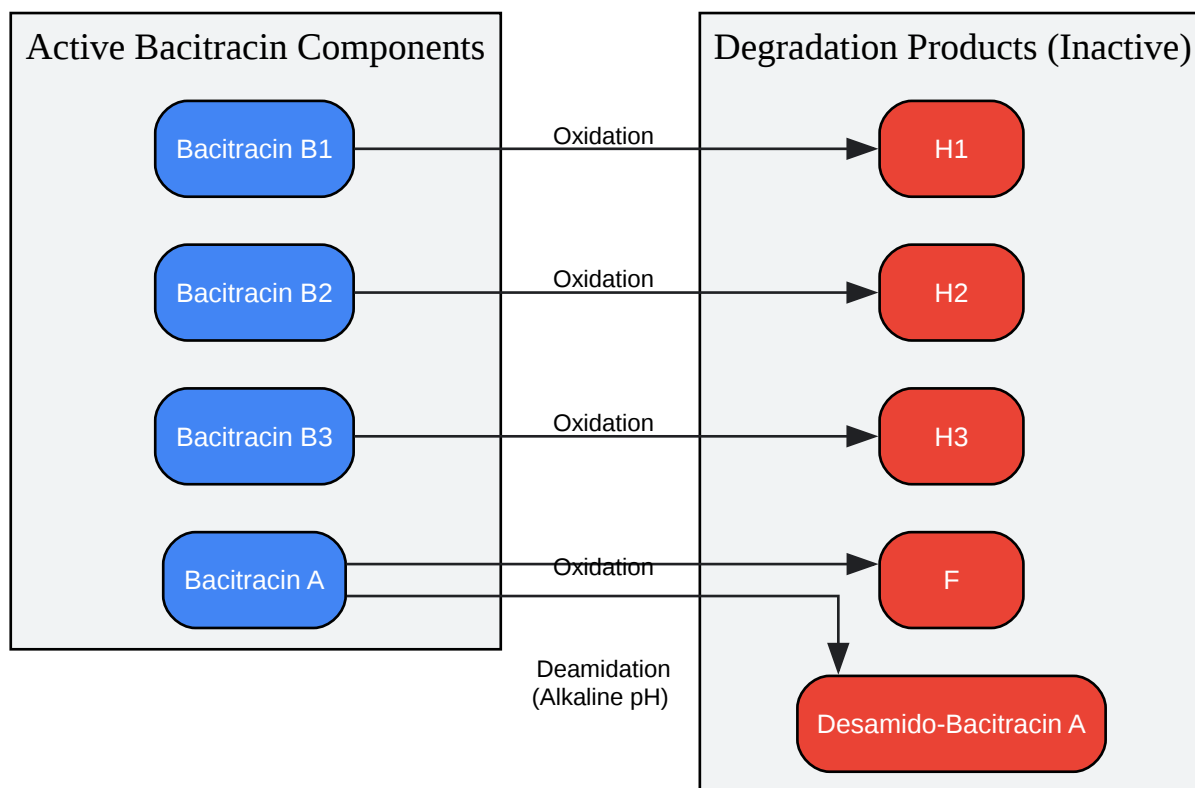 Active Bacitracin Components
Degradation Products (Inactive)
Bacitracin B1
Oxidation
H1
Bacitracin B2
Oxidation
H2
Bacitracin B3
Oxidation
H3
Bacitracin A
Oxidation
F
Deamidation
(Alkaline pH)
Desamido-Bacitracin A